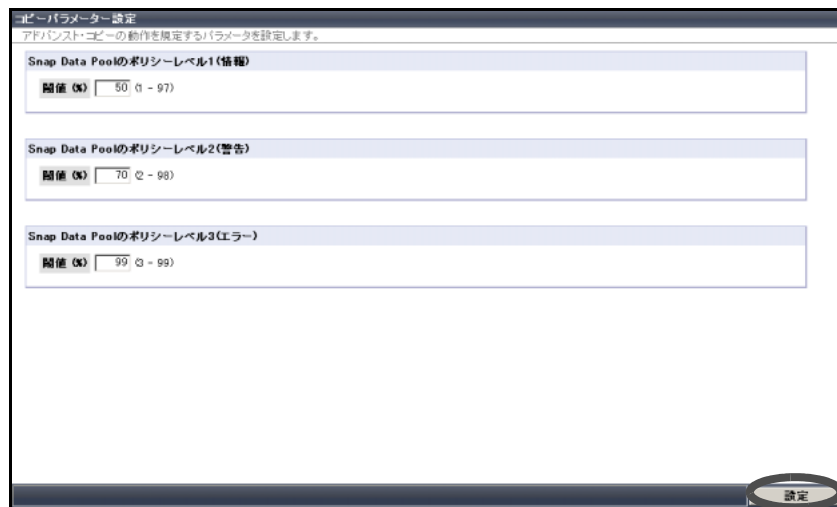 コピーパラメーター設定
アドバンスト・コピーの動作を規定するパラメータを設定します。
Snap Data Poolのポリシーレベル1(情報)
閾値 (%) 50 (1 - 97)
Snap Data Poolのポリシーレベル2(警告)
閾値 (%) 70 (2 - 98)
Snap Data Poolのポリシーレベル3(エラー)
閾値 (%) 99 (3 - 99)
設定